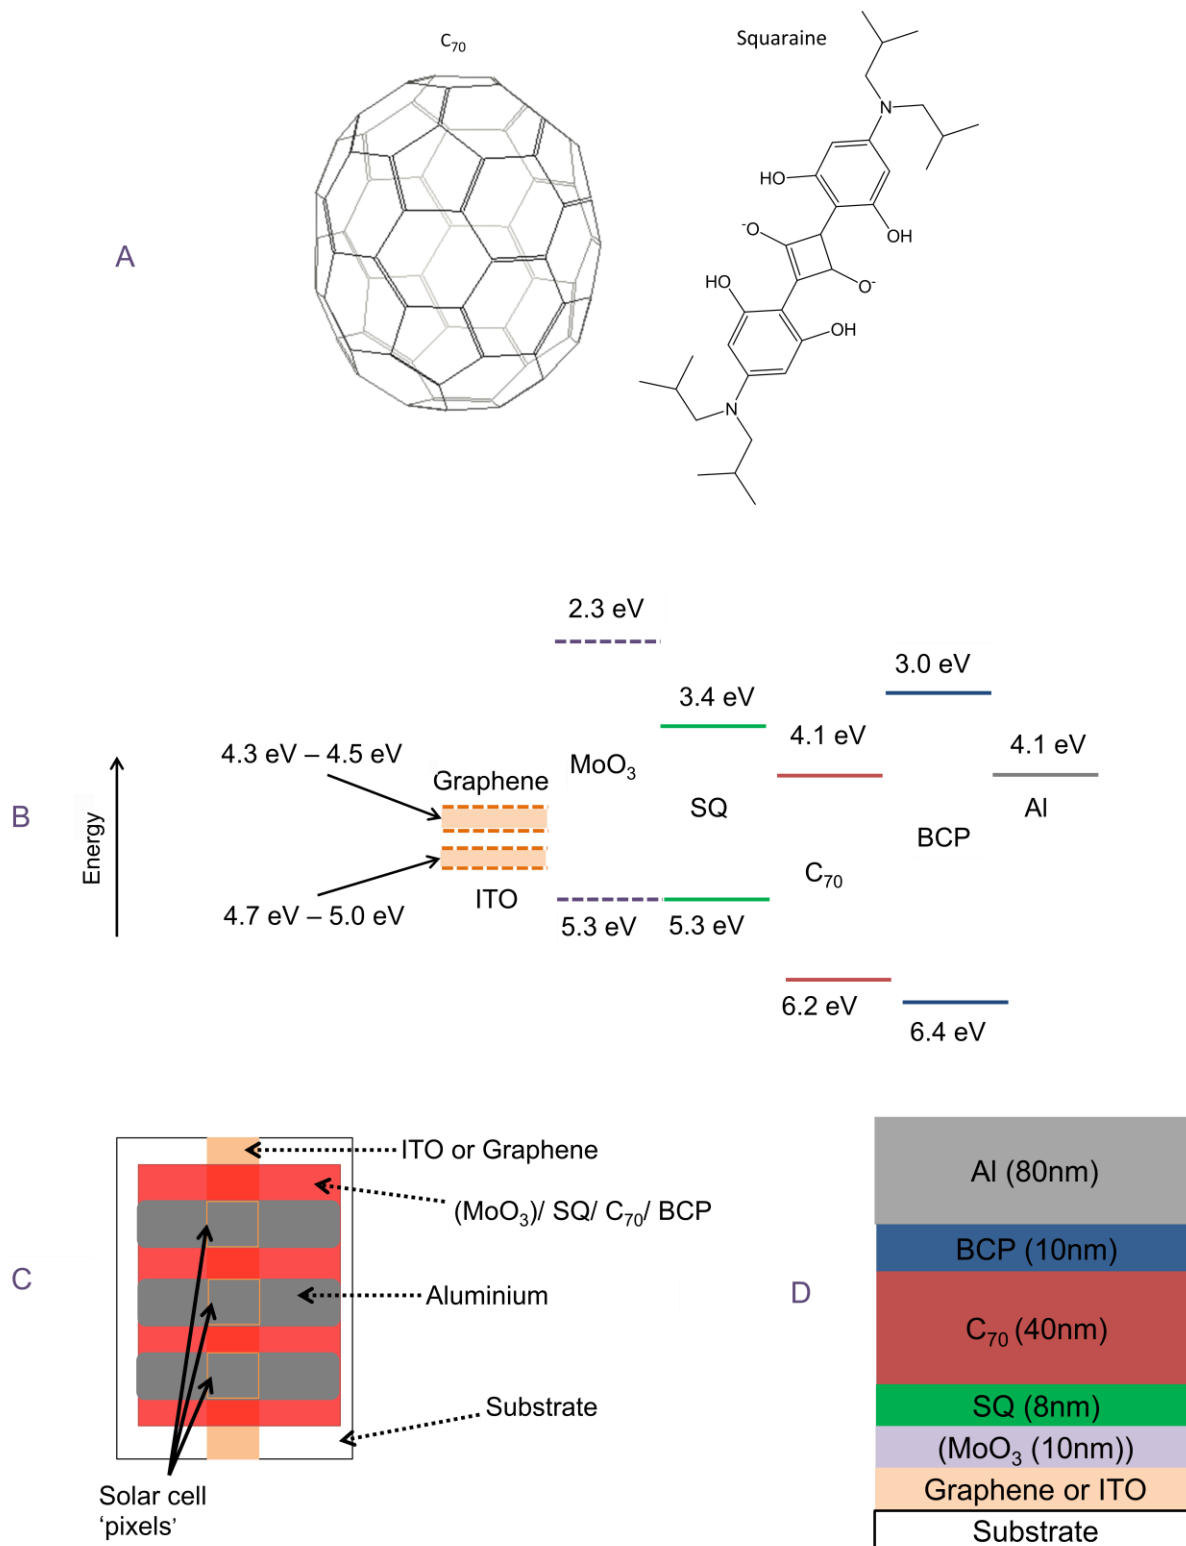 C₇₀
Squaraine
N
HO
OH
⁻O
O⁻
HO
OH
N
A
2.3 eV
3.0 eV
3.4 eV
4.1 eV
4.1 eV
4.3 eV – 4.5 eV
Graphene
MoO₃
SQ
Al
B
Energy
BCP
C₇₀
ITO
4.7 eV – 5.0 eV
5.3 eV
5.3 eV
6.2 eV
6.4 eV
ITO or Graphene
(MoO₃)/ SQ/ C₇₀/ BCP
C
Aluminium
Substrate
Solar cell
‘pixels’
D
Al (80nm)
BCP (10nm)
C₇₀ (40nm)
SQ (8nm)
(MoO₃ (10nm))
Graphene or ITO
Substrate